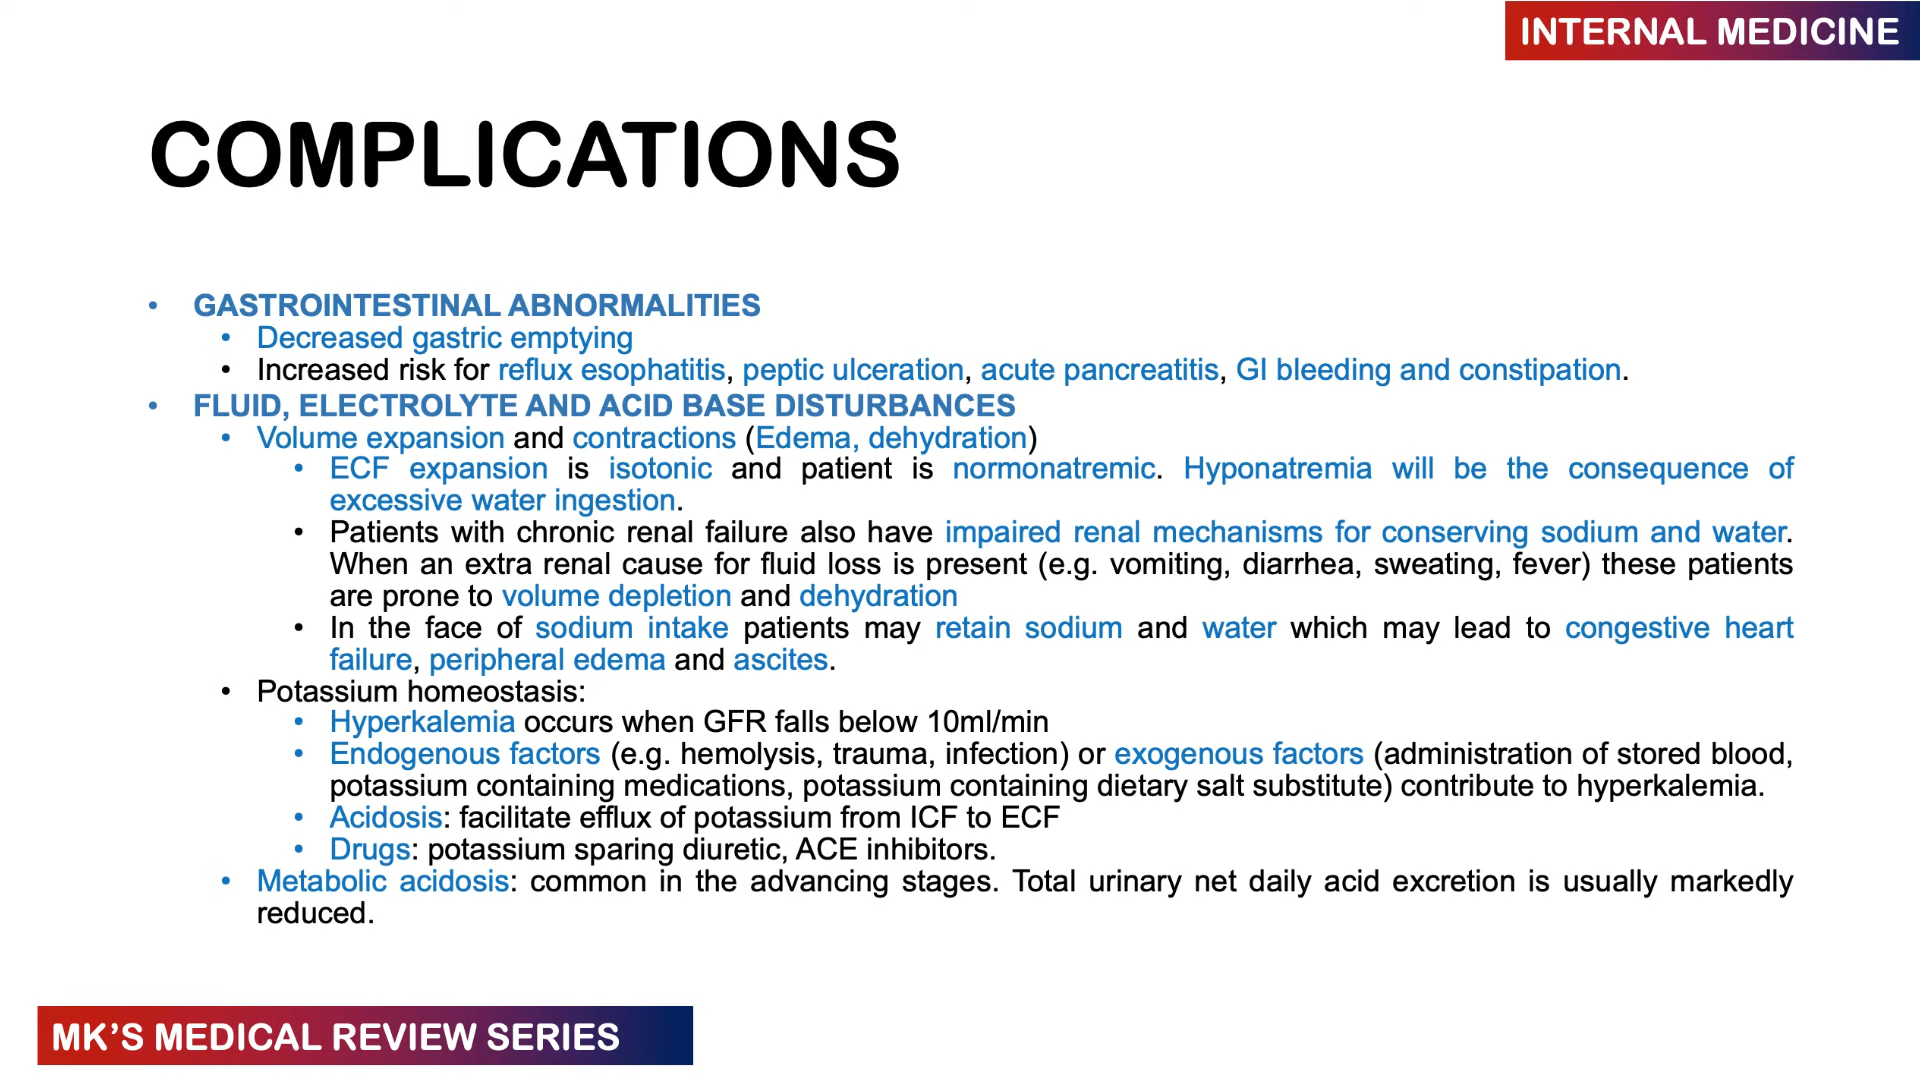 INTERNAL MEDICINE
COMPLICATIONS
• GASTROINTESTINAL ABNORMALITIES
• Decreased gastric emptying
• Increased risk for reflux esophatitis, peptic ulceration, acute pancreatitis, GI bleeding and constipation.
• FLUID, ELECTROLYTE AND ACID BASE DISTURBANCES
• Volume expansion and contractions (Edema, dehydration)
• ECF expansion is isotonic and patient is normonatremic. Hyponatremia will be the consequence of
excessive water ingestion.
• Patients with chronic renal failure also have impaired renal mechanisms for conserving sodium and water.
When an extra renal cause for fluid loss is present (e.g. vomiting, diarrhea, sweating, fever) these patients
are prone to volume depletion and dehydration
• In the face of sodium intake patients may retain sodium and water which may lead to congestive heart
failure, peripheral edema and ascites.
• Potassium homeostasis:
• Hyperkalemia occurs when GFR falls below 10ml/min
• Endogenous factors (e.g. hemolysis, trauma, infection) or exogenous factors (administration of stored blood,
potassium containing medications, potassium containing dietary salt substitute) contribute to hyperkalemia.
• Acidosis: facilitate efflux of potassium from ICF to ECF
• Drugs: potassium sparing diuretic, ACE inhibitors.
• Metabolic acidosis: common in the advancing stages. Total urinary net daily acid excretion is usually markedly
reduced.
MK’S MEDICAL REVIEW SERIES